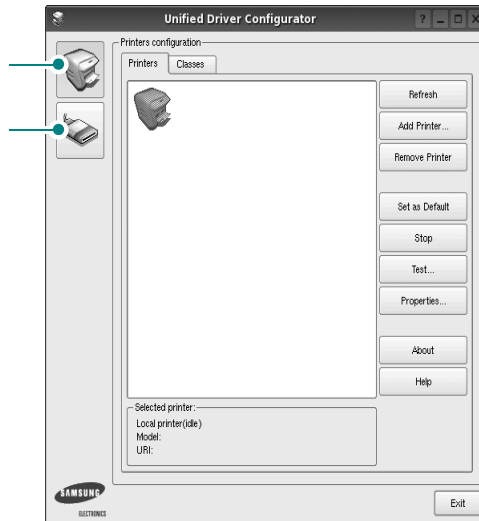 Unified Driver Configurator
Printers configuration
Printers
Classes
Refresh
Add Printer...
Remove Printer
Set as Default
Stop
Test...
Properties...
About
Help
Selected printer:
Local printer(idle)
Model:
URI:
SAMSUNG
ELECTRONICS
Exit